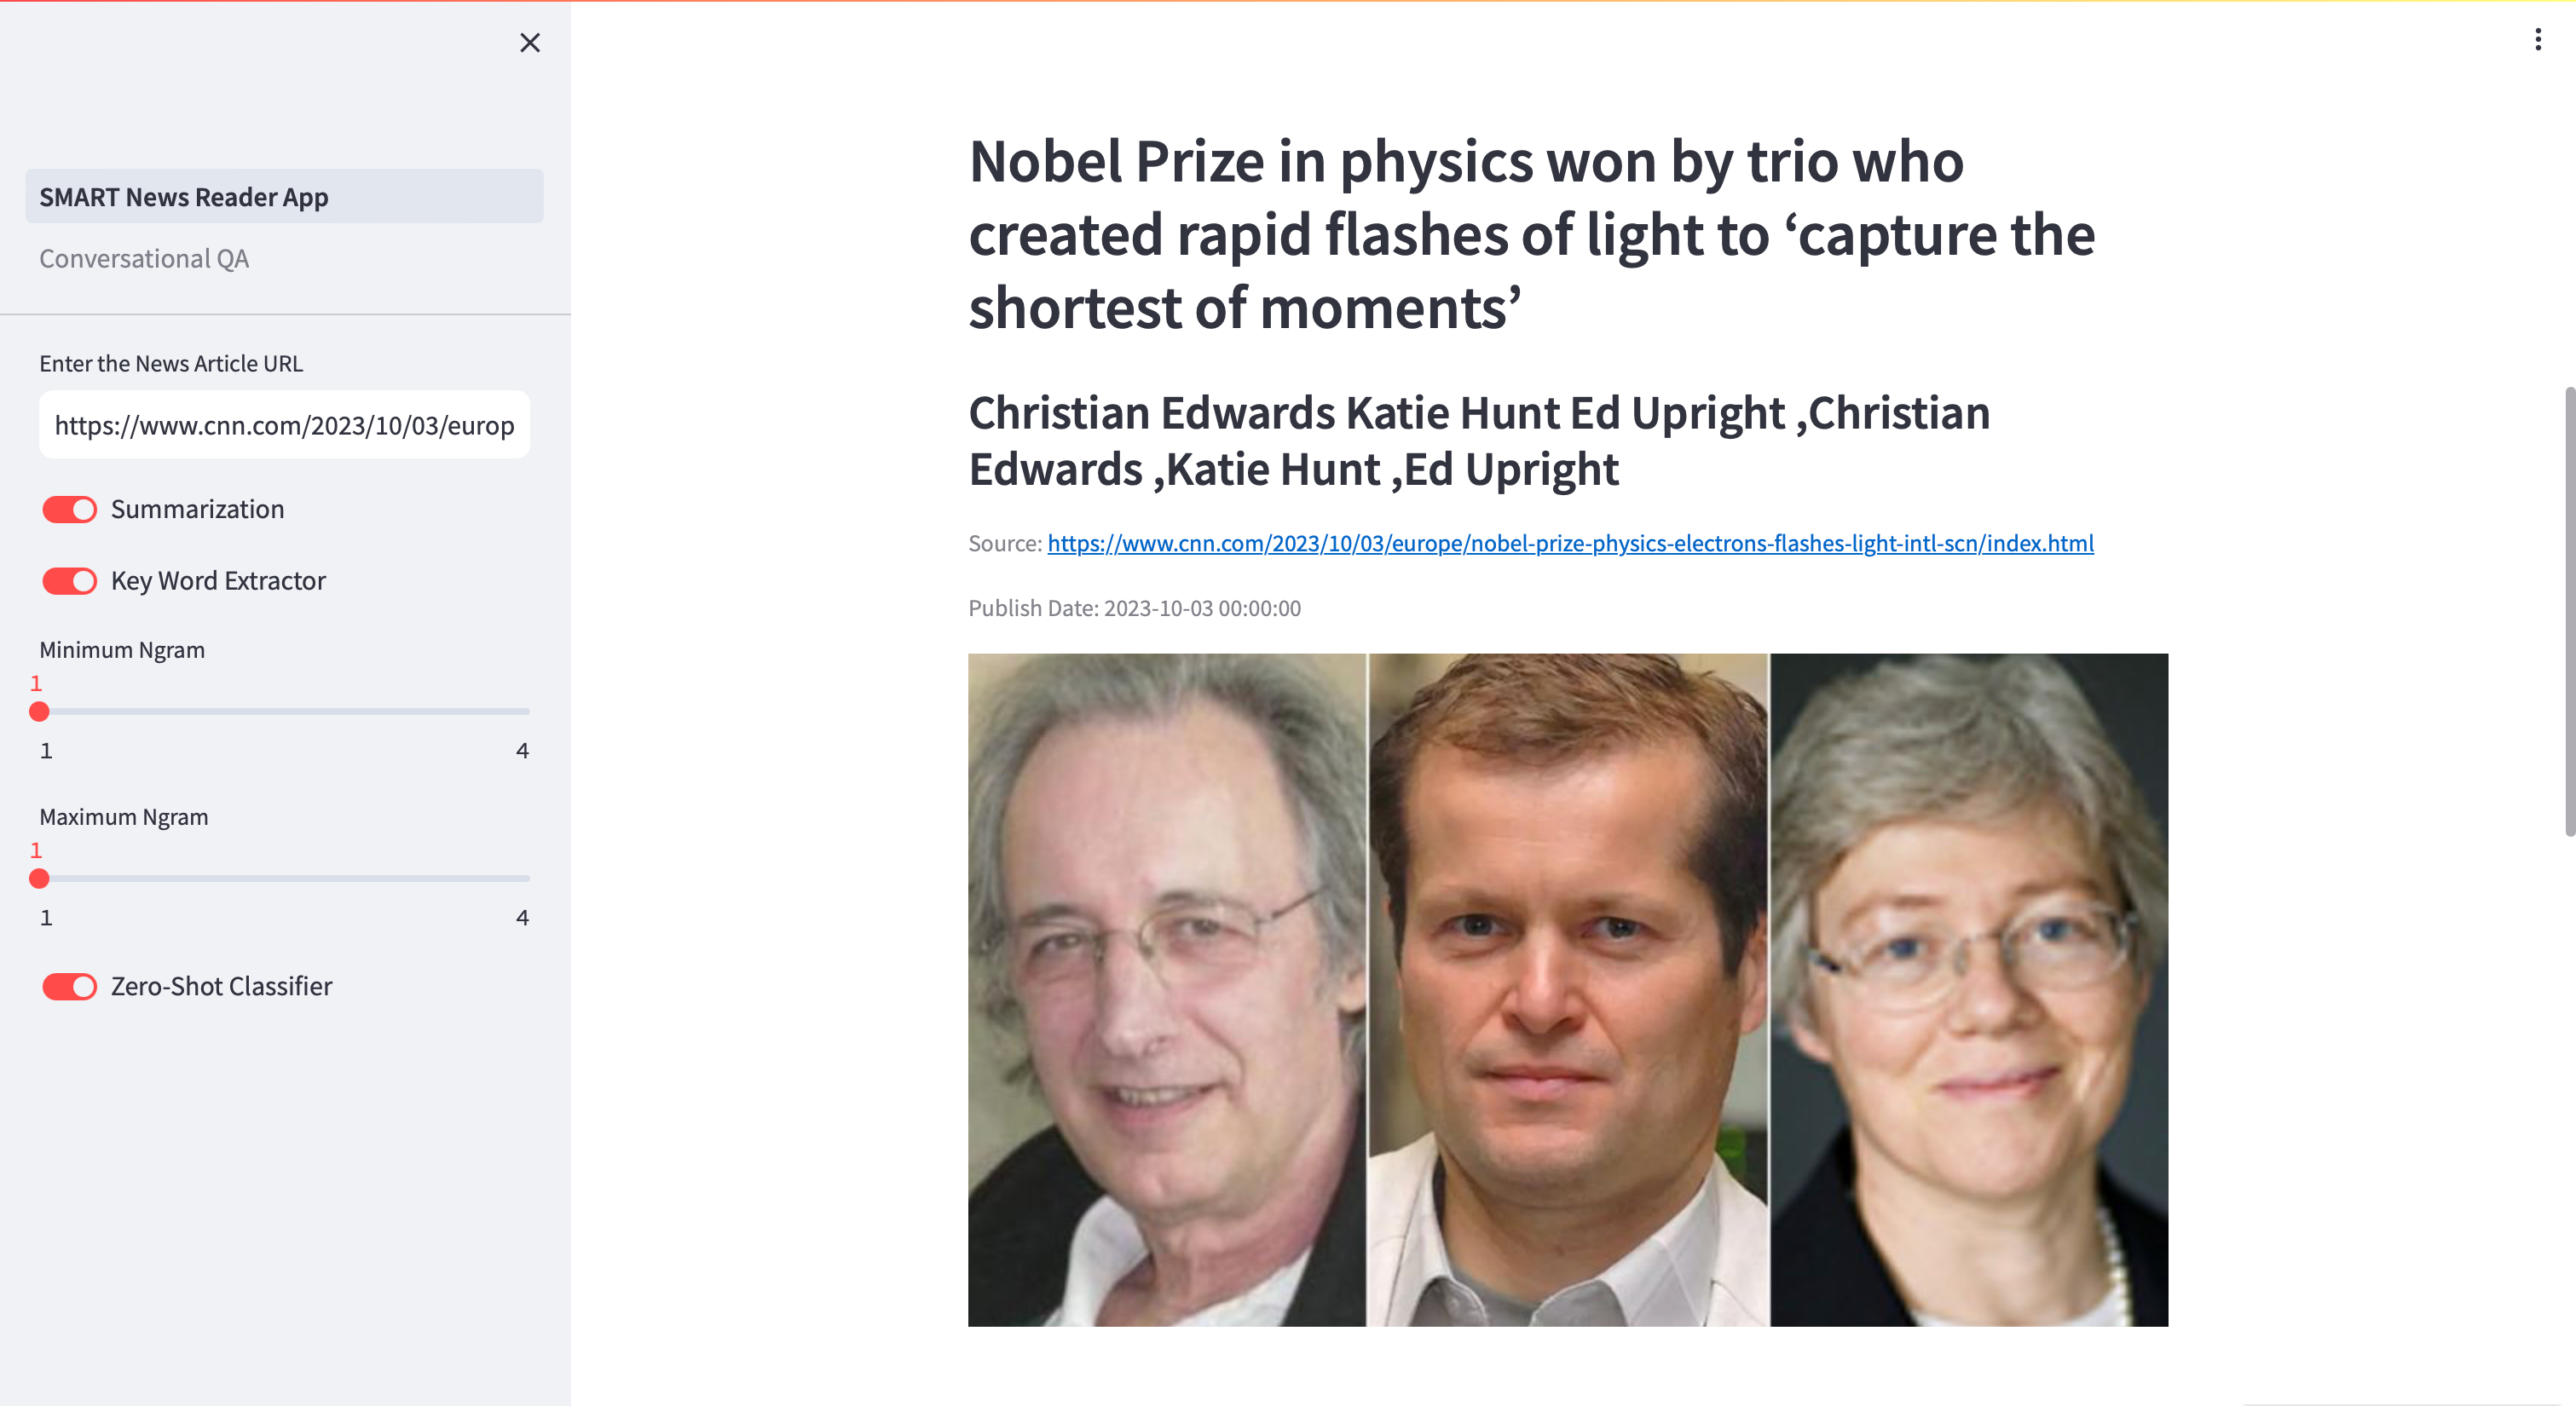 SMART News Reader App
Conversational QA
Enter the News Article URL
https://www.cnn.com/2023/10/03/europ
Summarization
Key Word Extractor
Minimum Ngram
1
1 4
Maximum Ngram
1
1 4
Zero-Shot Classifier
Nobel Prize in physics won by trio who
created rapid flashes of light to ‘capture the
shortest of moments’
Christian Edwards Katie Hunt Ed Upright ,Christian
Edwards ,Katie Hunt ,Ed Upright
Source: https://www.cnn.com/2023/10/03/europe/nobel-prize-physics-electrons-flashes-light-intl-scn/index.html
Publish Date: 2023-10-03 00:00:00